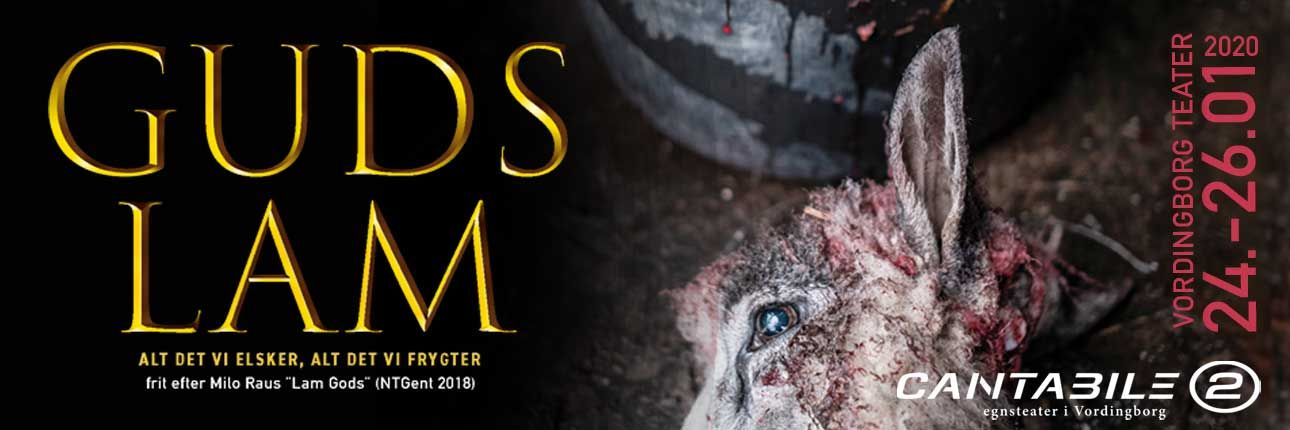 GUDS
LAM
ALT DET VI ELSKER, ALT DET VI FRYGTER
frit efter Milo Raus "Lam Gods" (NTGent 2018)
VORDINGBORG TEATER
24.-26.01 2020
CANTABILE 2
egnsteater i Vordingborg